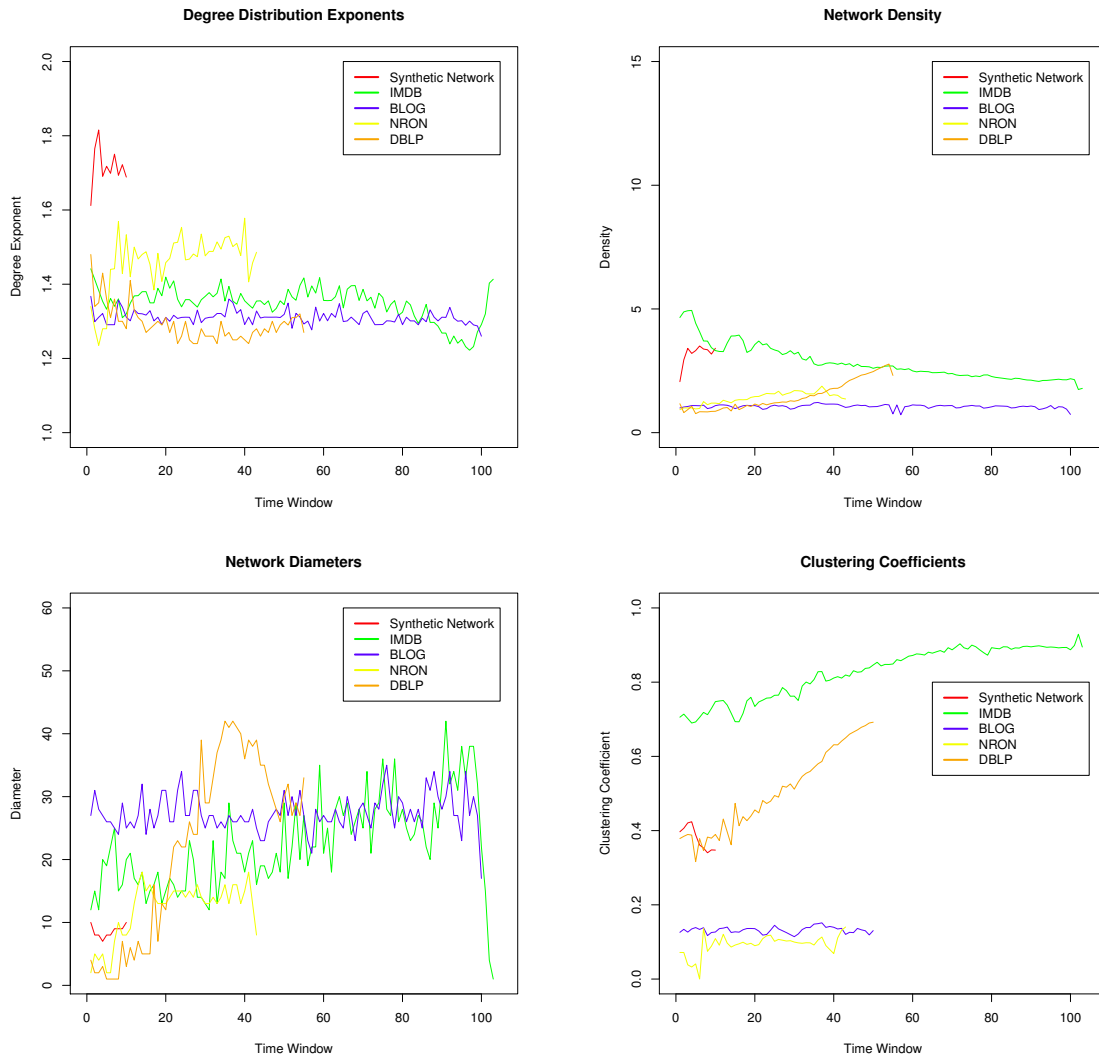 Degree Distribution Exponents
Degree Exponent
2.0
1.8
1.6
1.4
1.2
1.0
Synthetic Network
IMDB
BLOG
NRON
DBLP
0 20 40 60 80 100
Time Window
Network Density
Density
15
10
5
0
Synthetic Network
IMDB
BLOG
NRON
DBLP
0 20 40 60 80 100
Time Window
Network Diameters
Diameter
60
50
40
30
20
10
0
Synthetic Network
IMDB
BLOG
NRON
DBLP
0 20 40 60 80 100
Time Window
Clustering Coefficients
Clustering Coefficient
1.0
0.8
0.6
0.4
0.2
0.0
Synthetic Network
IMDB
BLOG
NRON
DBLP
0 20 40 60 80 100
Time Window